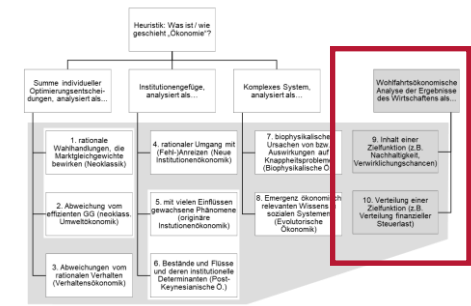 Heuristik: Was ist / wie
geschieht „Ökonomie“?
Summe individueller
Optimierungsentschei-
dungen, analysiert als…
Institutionengefüge,
analysiert als…
Komplexes System,
analysiert als…
Wohlfahrtsökonomische
Analyse der Ergebnisse
des Wirtschaftens als…
1. rationale
Wahlhandlungen, die
Marktgleichgewichte
bewirken (Neoklassik)
2. Abweichung vom
effizienten GG (neoklass.
Umweltökonomie)
3. Abweichungen vom
rationalen Verhalten
(Verhaltensökonomik)
4. rationaler Umgang mit
(Fehl-)Anreizen (Neue
Institutionenökonomik)
5. mit vielen Einflüssen
gewachsene Phänomene
(originäre
Instutionenökonomik)
6. Bestände und Flüsse
und deren institutionelle
Determinanten (Post-
Keynesianische Ö.)
7. biophysikalische
Ursachen von bzw.
Auswirkungen auf
Knappheitsprobleme
(Biophysikalische Ö.)
8. Emergenz ökonomisch
relevanten Wissens
sozialen Systemen
(Evolutorische
Ökonomik)
9. Inhalt einer
Zielfunktion (z.B.
Nachhaltigkeit,
Verwirklichungschancen)
10. Verteilung einer
Zielfunktion (z.B.
Verteilung finanzieller
Steuerlast)